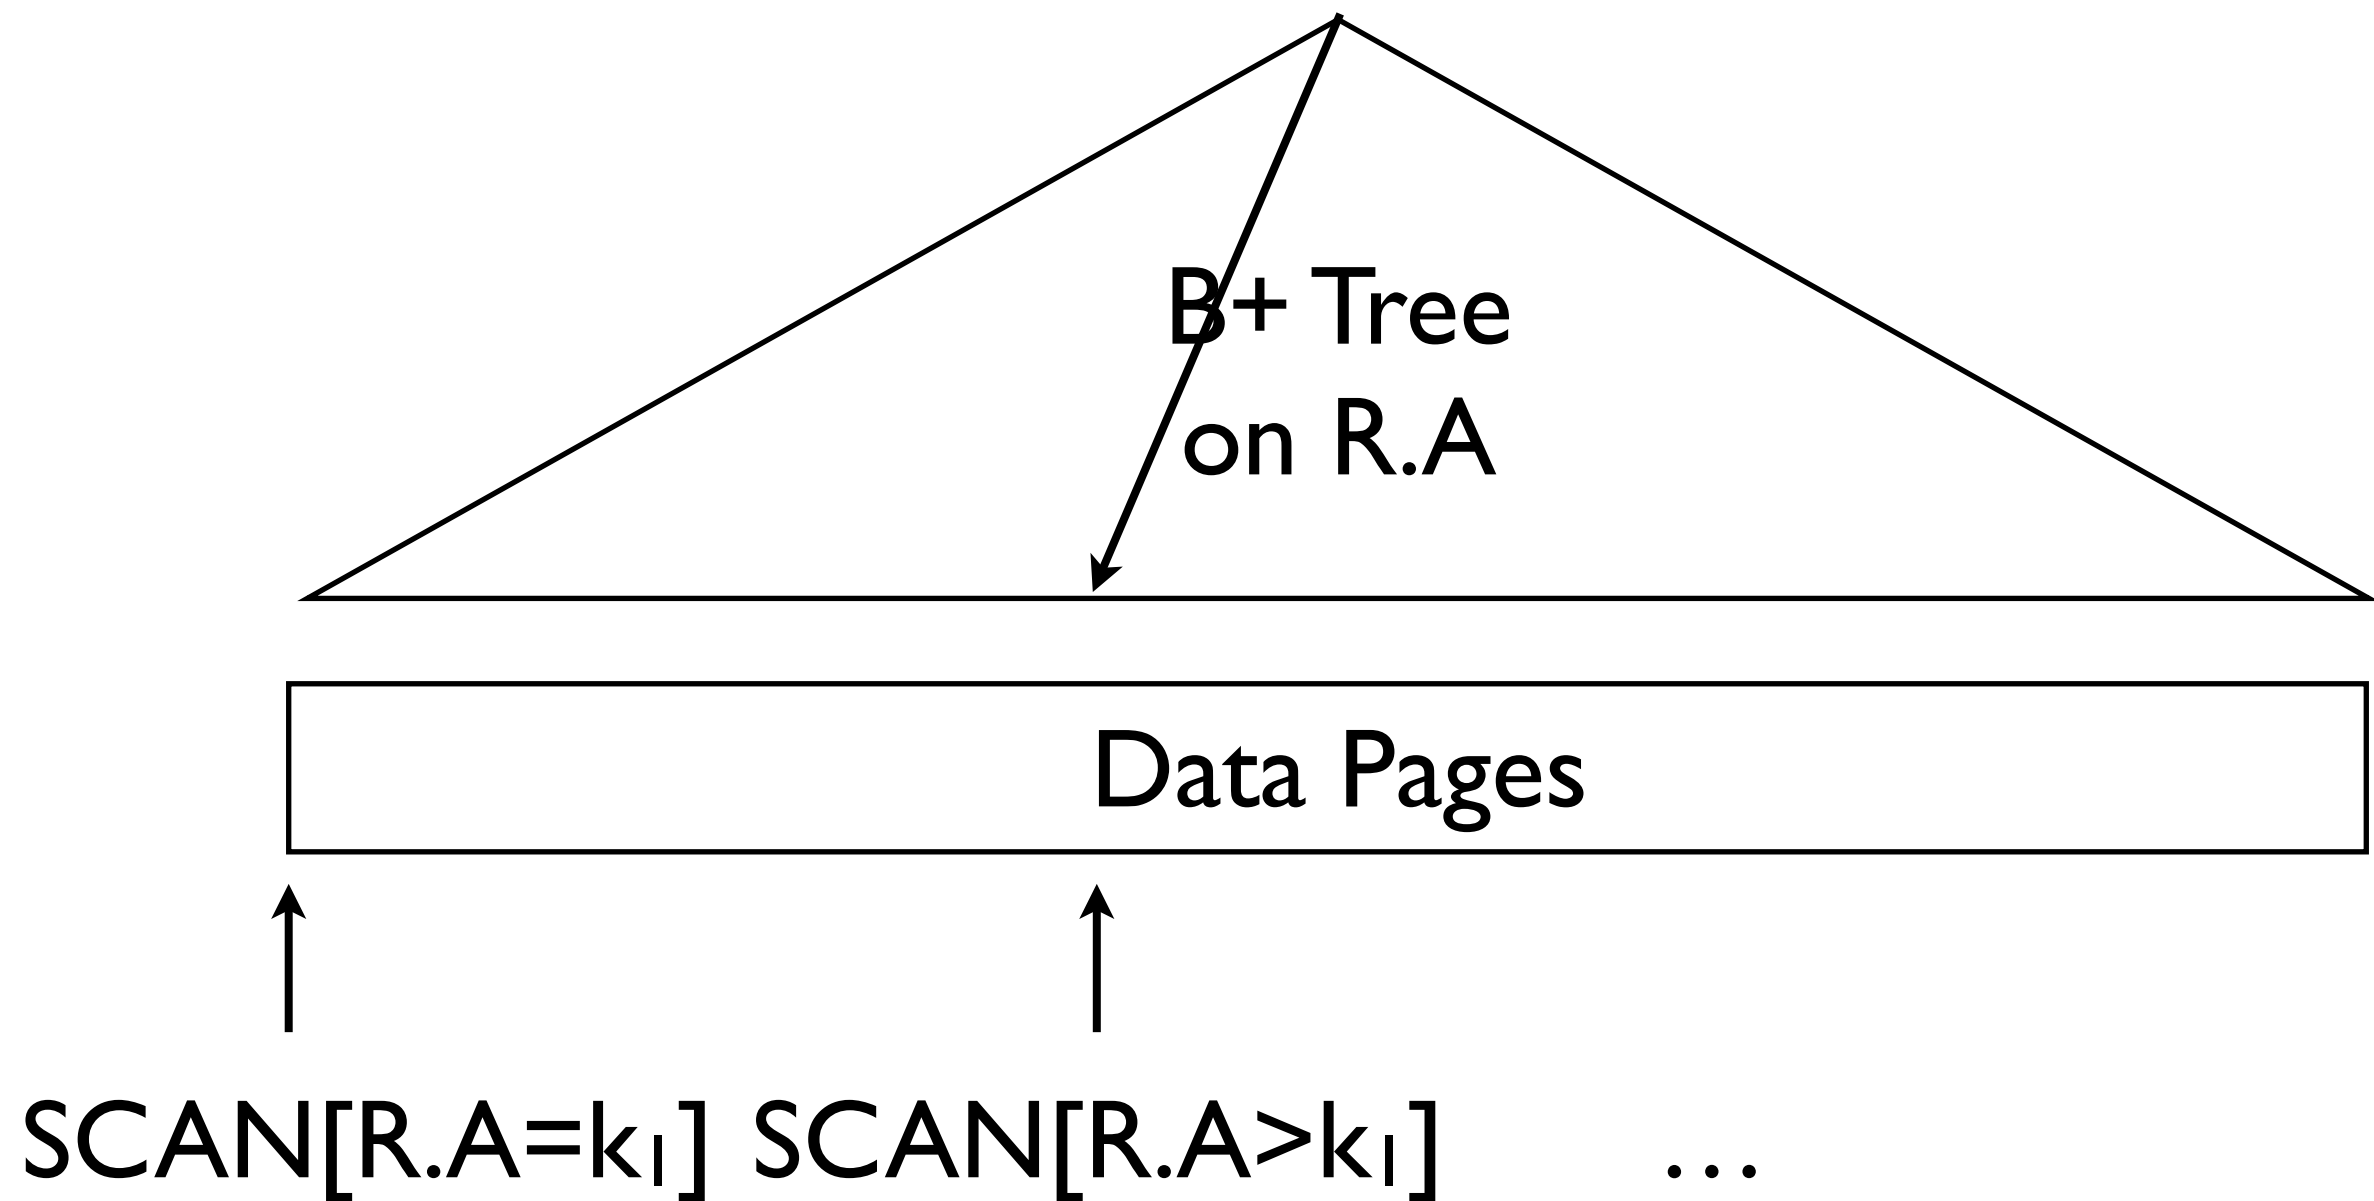 B+ Tree
on R.A
Data Pages
SCAN[R.A=k₁] SCAN[R.A>k₁] ...